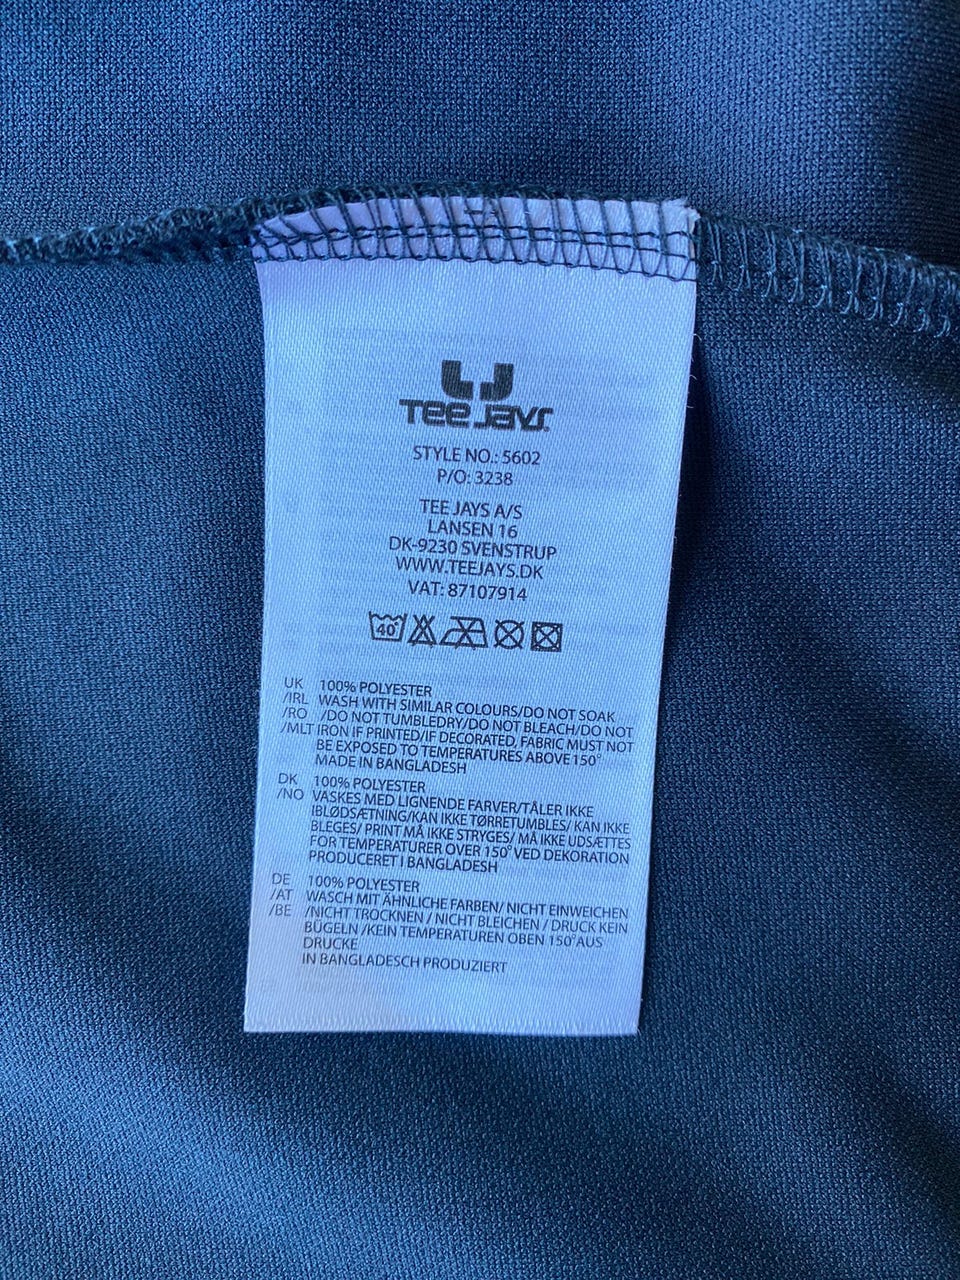 TEE JAYS
STYLE NO.: 5602
P/O: 3238
TEE JAYS A/S
LANSEN 16
DK-9230 SVENSTRUP
WWW.TEEJAYS.DK
VAT: 87107914
40°
UK 100% POLYESTER
/IRL WASH WITH SIMILAR COLOURS/DO NOT SOAK
/RO /DO NOT TUMBLEDRY/DO NOT BLEACH/DO NOT
/MLT IRON IF PRINTED/IF DECORATED, FABRIC MUST NOT
BE EXPOSED TO TEMPERATURES ABOVE 150°
MADE IN BANGLADESH
DK 100% POLYESTER
/NO VASKES MED LIGNENDE FARVER/TÅLER IKKE
IBLØDSÆTNING/KAN IKKE TØRRETUMBLES/ KAN IKKE
BLEGES/ PRINT MÅ IKKE STRYGES/ MÅ IKKE UDSÆTTES
FOR TEMPERATURER OVER 150° VED DEKORATION
PRODUCERET I BANGLADESH
DE 100% POLYESTER
/AT WASCH MIT ÄHNLICHE FARBEN/ NICHT EINWEICHEN
/BE /NICHT TROCKNEN / NICHT BLEICHEN / DRUCK KEIN
BÜGELN /KEIN TEMPERATUREN OBEN 150° AUS
DRUCKE
IN BANGLADESCH PRODUZIERT